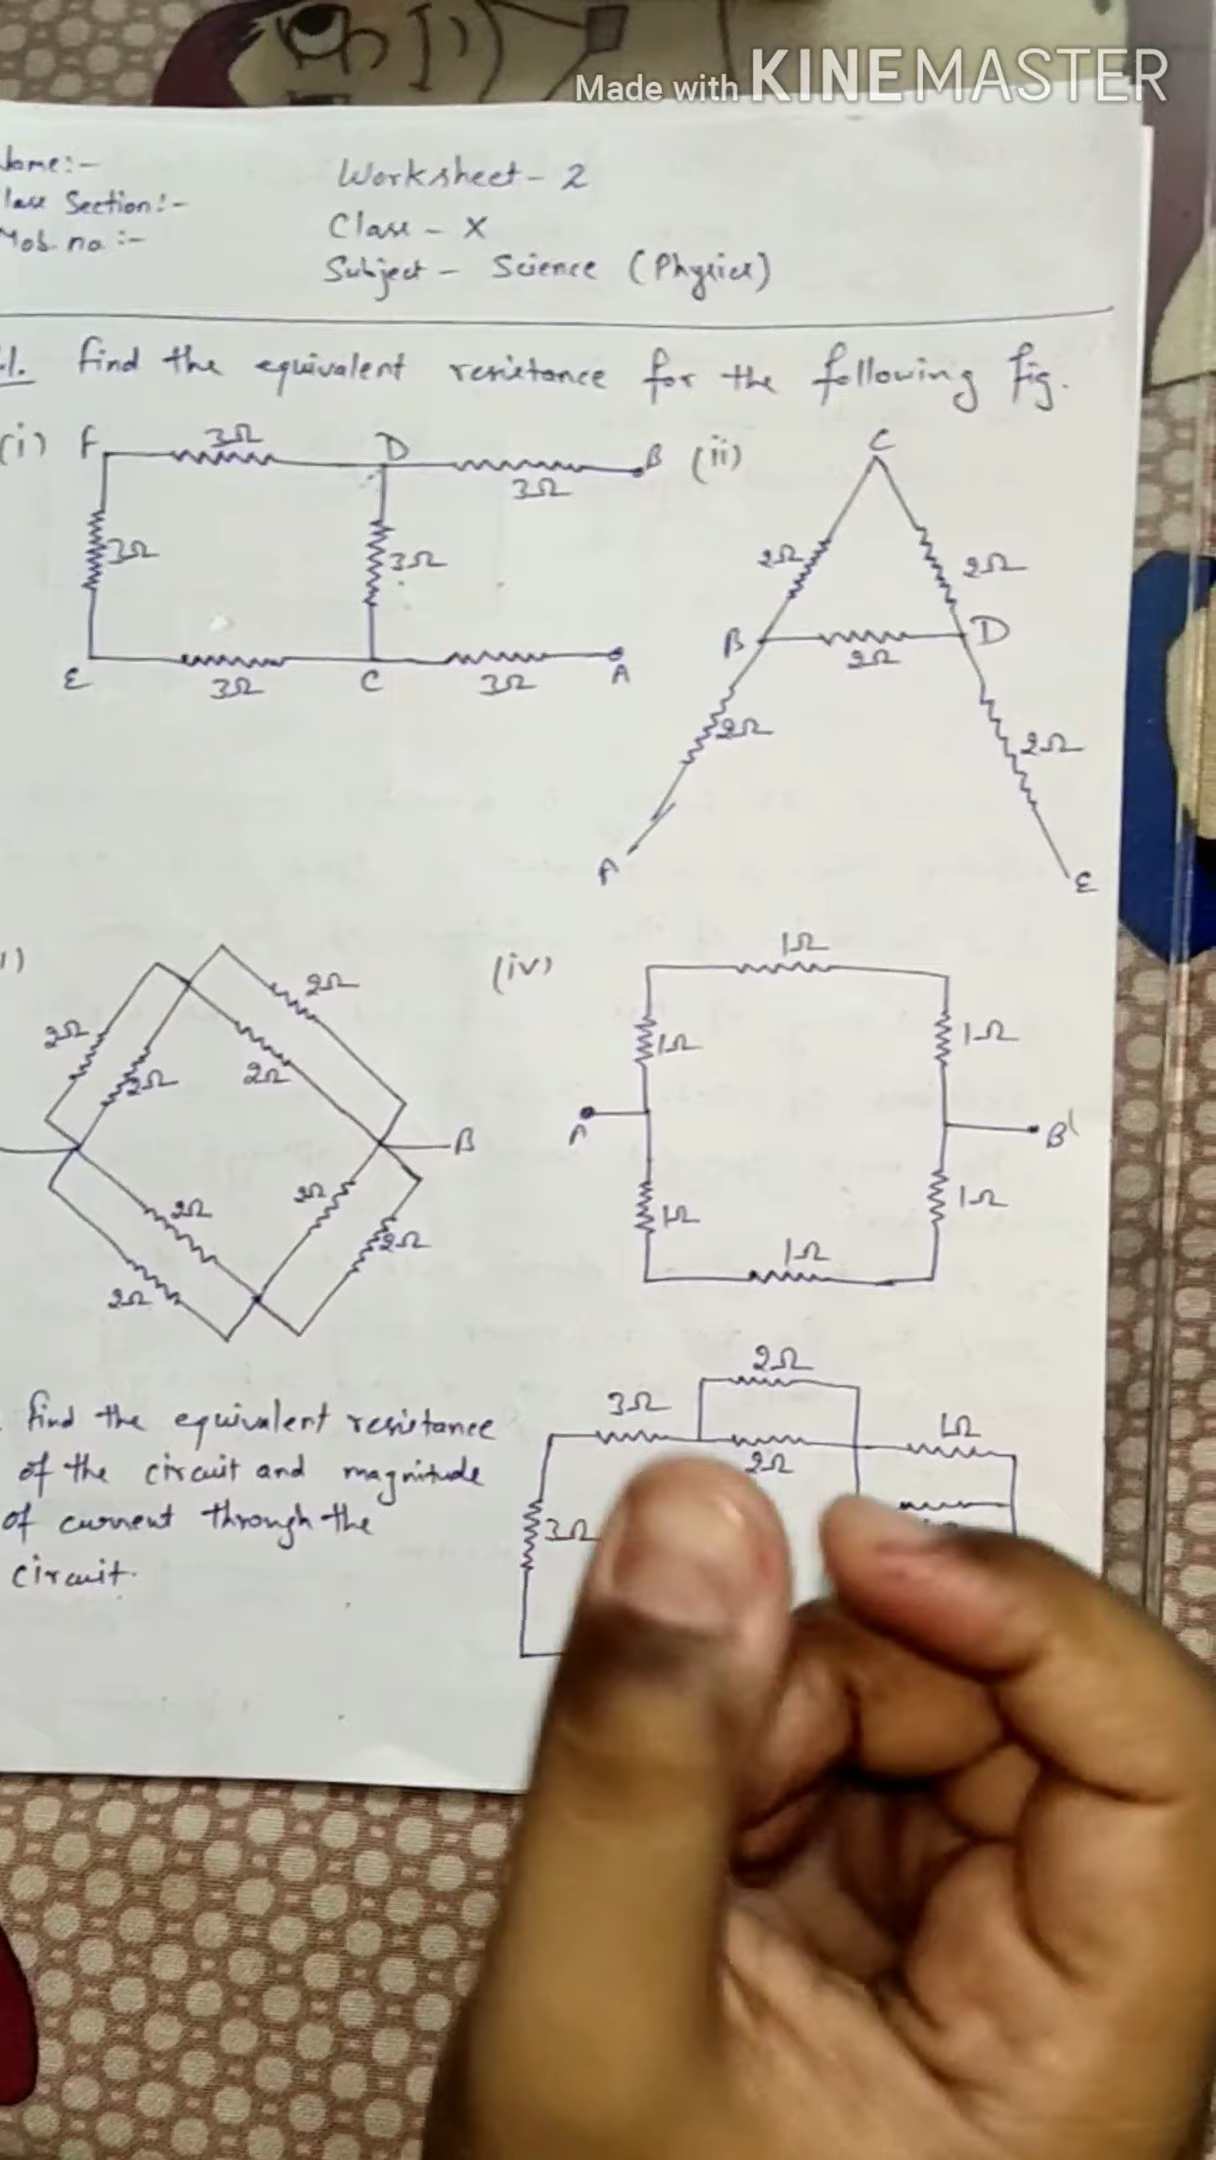 Made with KINEMASTER
Name:-
Class Section:-
Mob. no :-
Worksheet - 2
Class - X
Subject - Science (Physics)
1. find the equivalent resistance for the following fig.
(i) F 3Ω D B
3Ω
3Ω 3Ω
E 3Ω C 3Ω A
(ii) C
2Ω 2Ω
B D
2Ω
2Ω 2Ω
A E
2Ω 2Ω
2Ω 2Ω
B
2Ω 2Ω
2Ω 2Ω
(iv) 1Ω
1Ω 1Ω
A B
1Ω 1Ω
1Ω
find the equivalent resistance
of the circuit and magnitude
of current through the
circuit.
2Ω
3Ω 1Ω
2Ω
3Ω